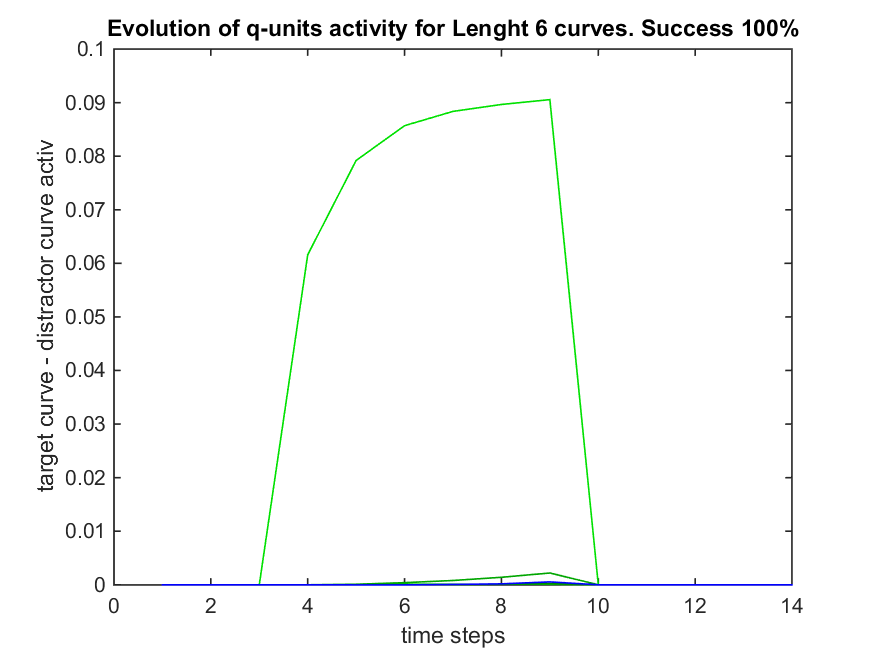 Evolution of q-units activity for Lenght 6 curves. Success 100%
target curve - distractor curve activ
0.1
0.09
0.08
0.07
0.06
0.05
0.04
0.03
0.02
0.01
0
0 2 4 6 8 10 12 14
time steps